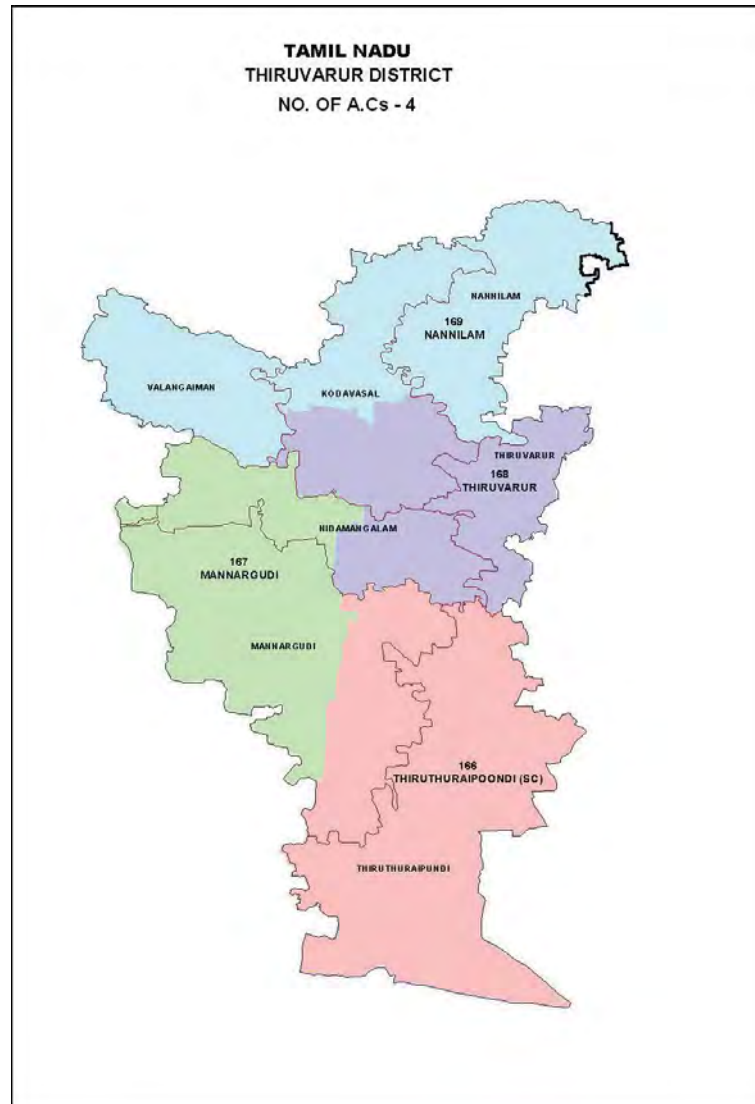 TAMIL NADU
THIRUVARUR DISTRICT
NO. OF A.Cs - 4
NANNILAM
169
NANNILAM
VALANGAIMAN
KODAVASAL
THIRUVARUR
168
THIRUVARUR
NIDAMANGALAM
167
MANNARGUDI
MANNARGUDI
166
THIRUTHURAIPOONDI (SC)
THIRUTHURAIPUNDI